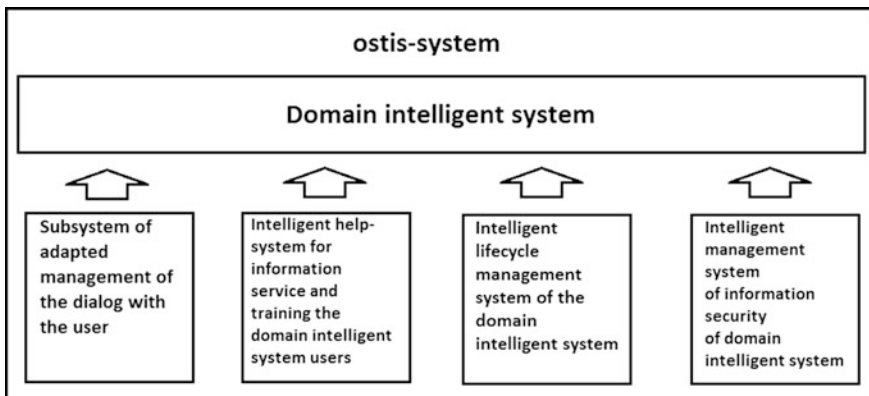 ostis-system
Domain intelligent system
Subsystem of
adapted
management of
the dialog with
the user
Intelligent help-
system for
information
service and
training the
domain intelligent
system users
Intelligent
lifecycle
management
system of the
domain
intelligent system
Intelligent
management
system
of information
security
of domain
intelligent system